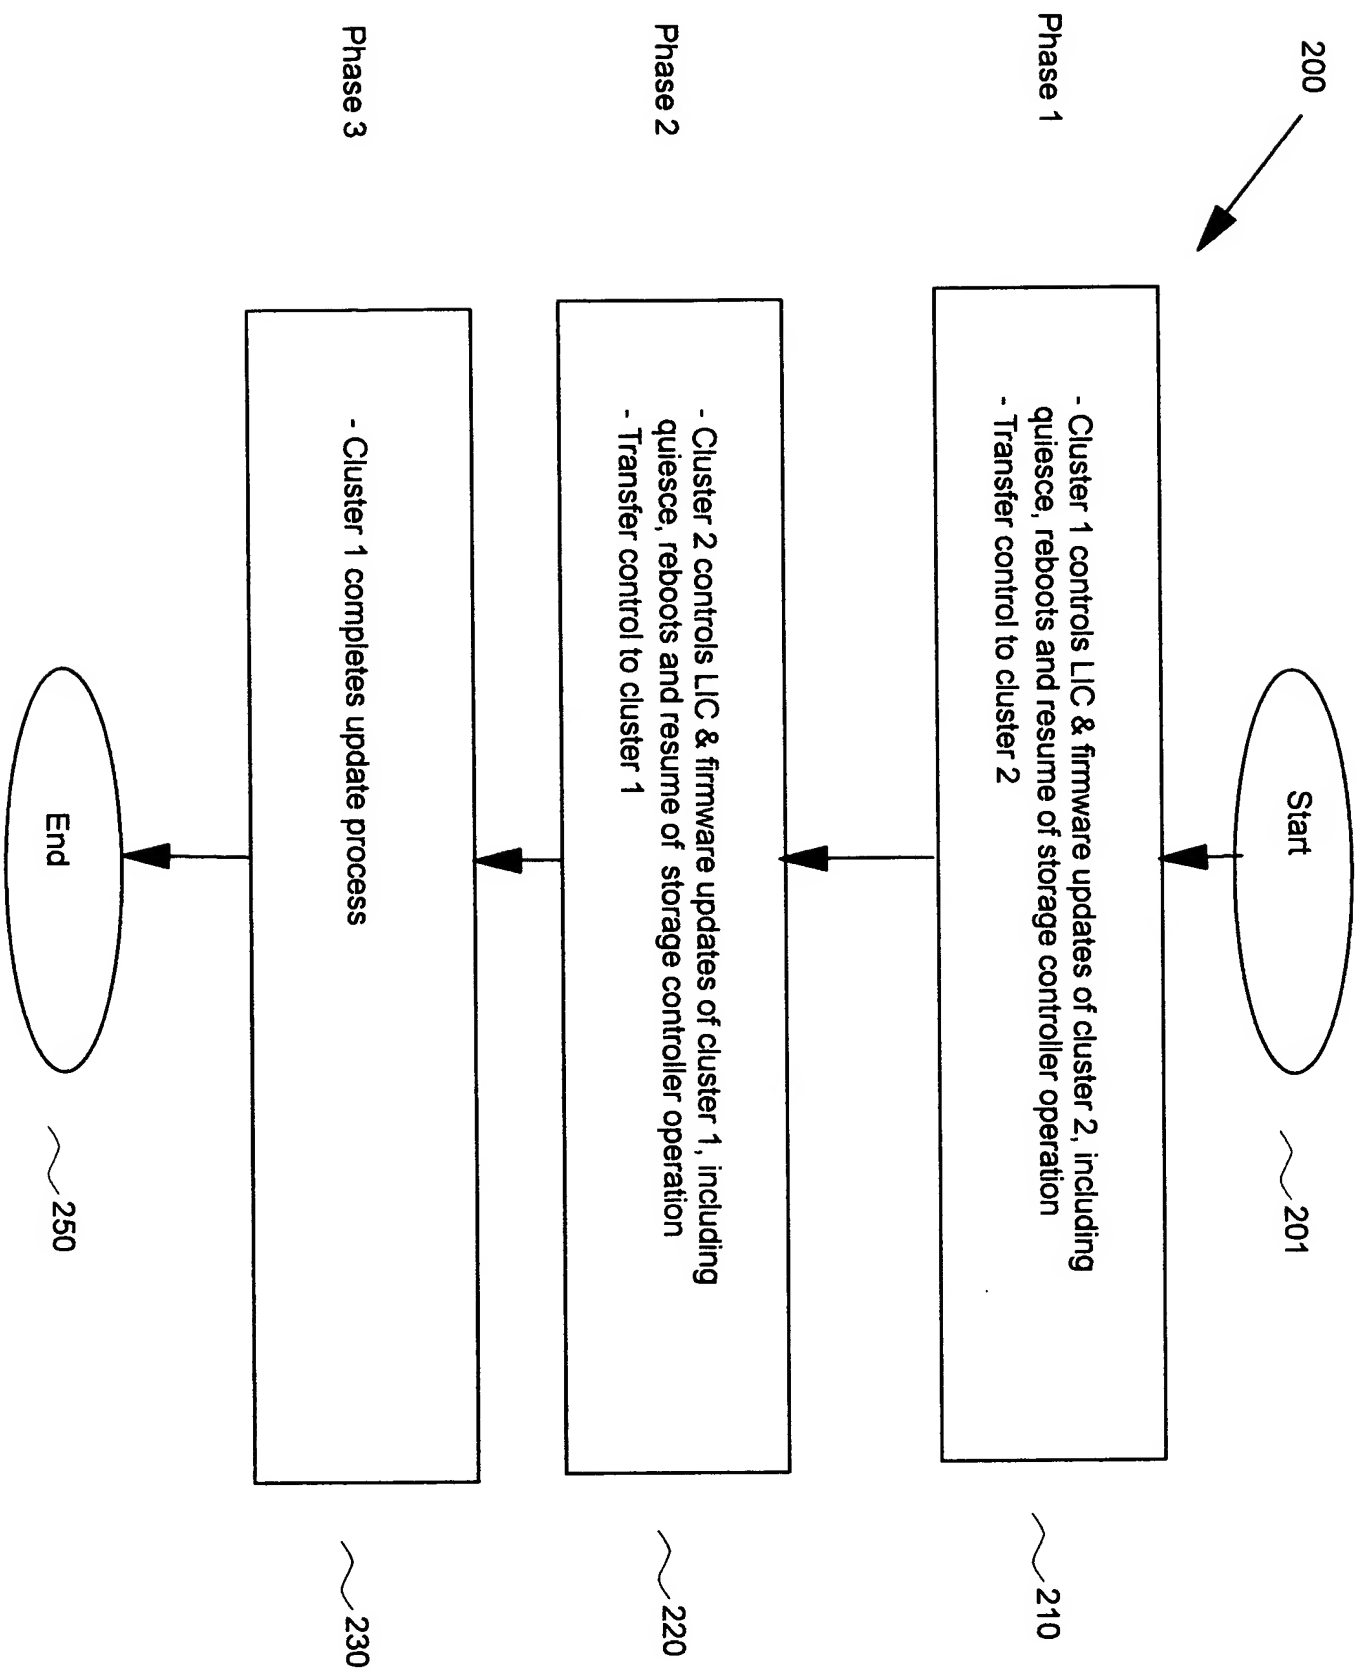 200
Start
201
Phase 1
- Cluster 1 controls LIC & firmware updates of cluster 2, including
quiesce, reboots and resume of storage controller operation
- Transfer control to cluster 2
210
Phase 2
- Cluster 2 controls LIC & firmware updates of cluster 1, including
quiesce, reboots and resume of storage controller operation
- Transfer control to cluster 1
220
Phase 3
- Cluster 1 completes update process
230
End
250